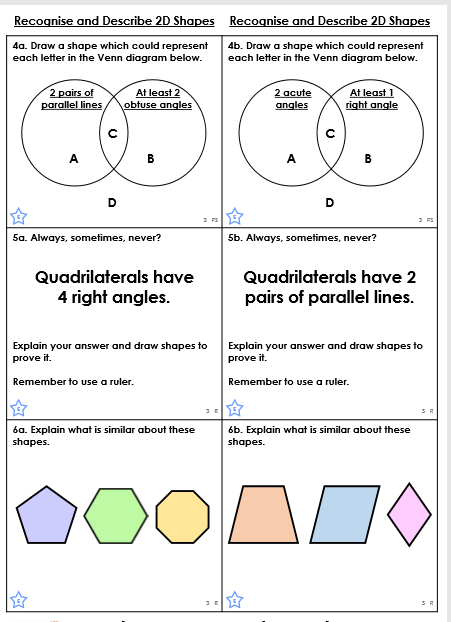 Recognise and Describe 2D Shapes
Recognise and Describe 2D Shapes
4a. Draw a shape which could represent
each letter in the Venn diagram below.
2 pairs of
parallel lines
At least 2
obtuse angles
C
A
B
D
E
3 PS
4b. Draw a shape which could represent
each letter in the Venn diagram below.
2 acute
angles
At least 1
right angle
C
A
B
D
E
3 PS
5a. Always, sometimes, never?
Quadrilaterals have
4 right angles.
Explain your answer and draw shapes to
prove it.
Remember to use a ruler.
E
3 R
5b. Always, sometimes, never?
Quadrilaterals have 2
pairs of parallel lines.
Explain your answer and draw shapes to
prove it.
Remember to use a ruler.
E
3 R
6a. Explain what is similar about these
shapes.
E
3 R
6b. Explain what is similar about these
shapes.
E
3 R